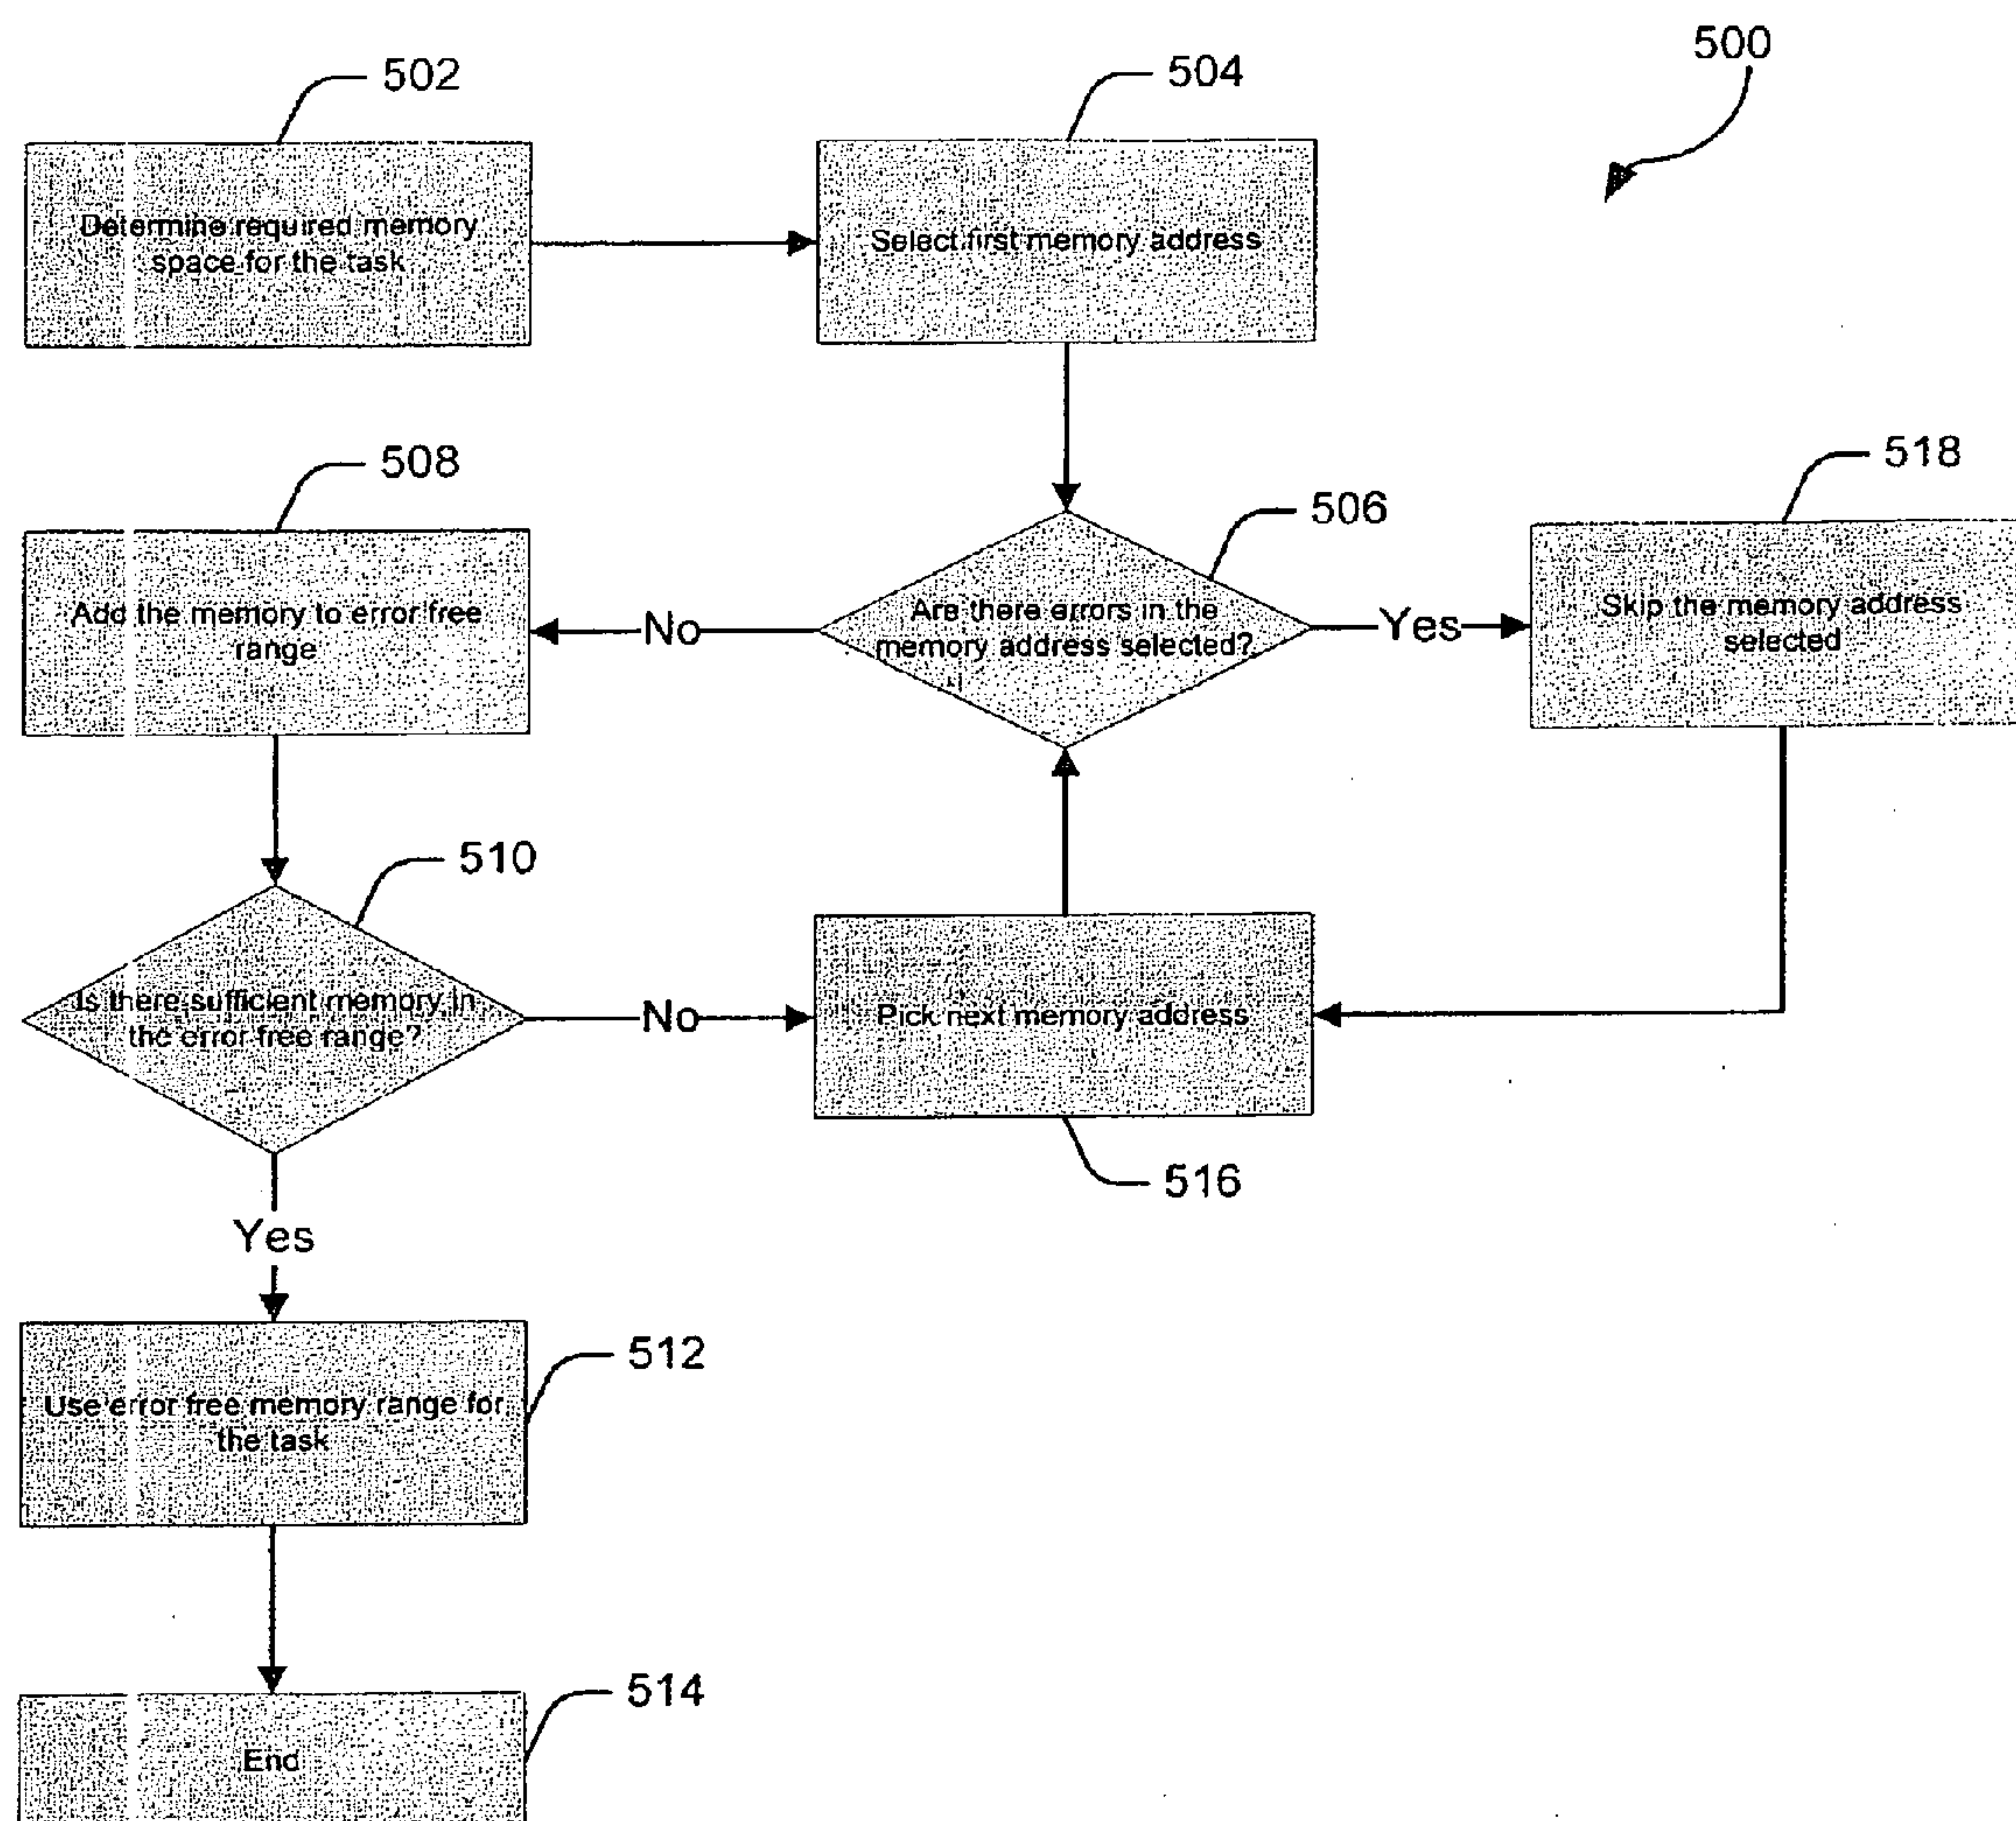 500
502
504
Determine required memory
space for the task
Select first memory address
508
506
518
Add the memory to error free
range
No
Are there errors in the
memory address selected?
Yes
Skip the memory address
selected
510
Is there sufficient memory in
the error free range?
No
Pick next memory address
516
Yes
512
Use error free memory range for
the task
514
End